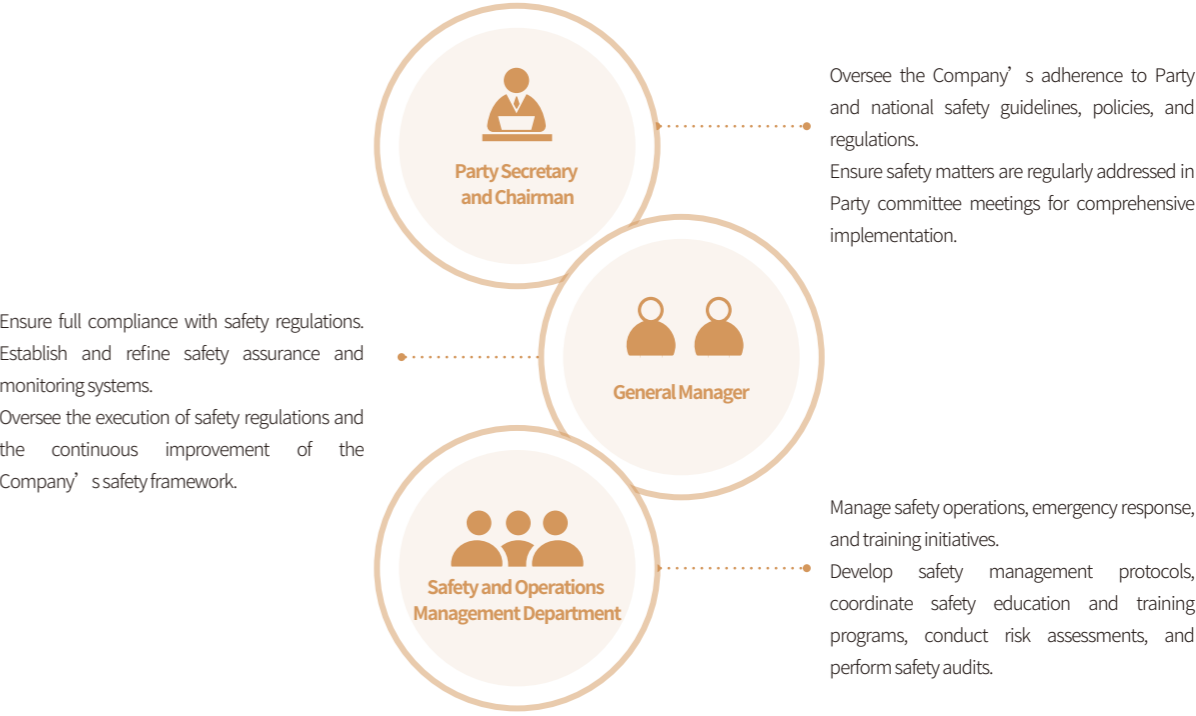 Party Secretary
and Chairman
Oversee the Company’s adherence to Party
and national safety guidelines, policies, and
regulations.
Ensure safety matters are regularly addressed in
Party committee meetings for comprehensive
implementation.
General Manager
Ensure full compliance with safety regulations.
Establish and refine safety assurance and
monitoring systems.
Oversee the execution of safety regulations and
the continuous improvement of the
Company’s safety framework.
Safety and Operations
Management Department
Manage safety operations, emergency response,
and training initiatives.
Develop safety management protocols,
coordinate safety education and training
programs, conduct risk assessments, and
perform safety audits.